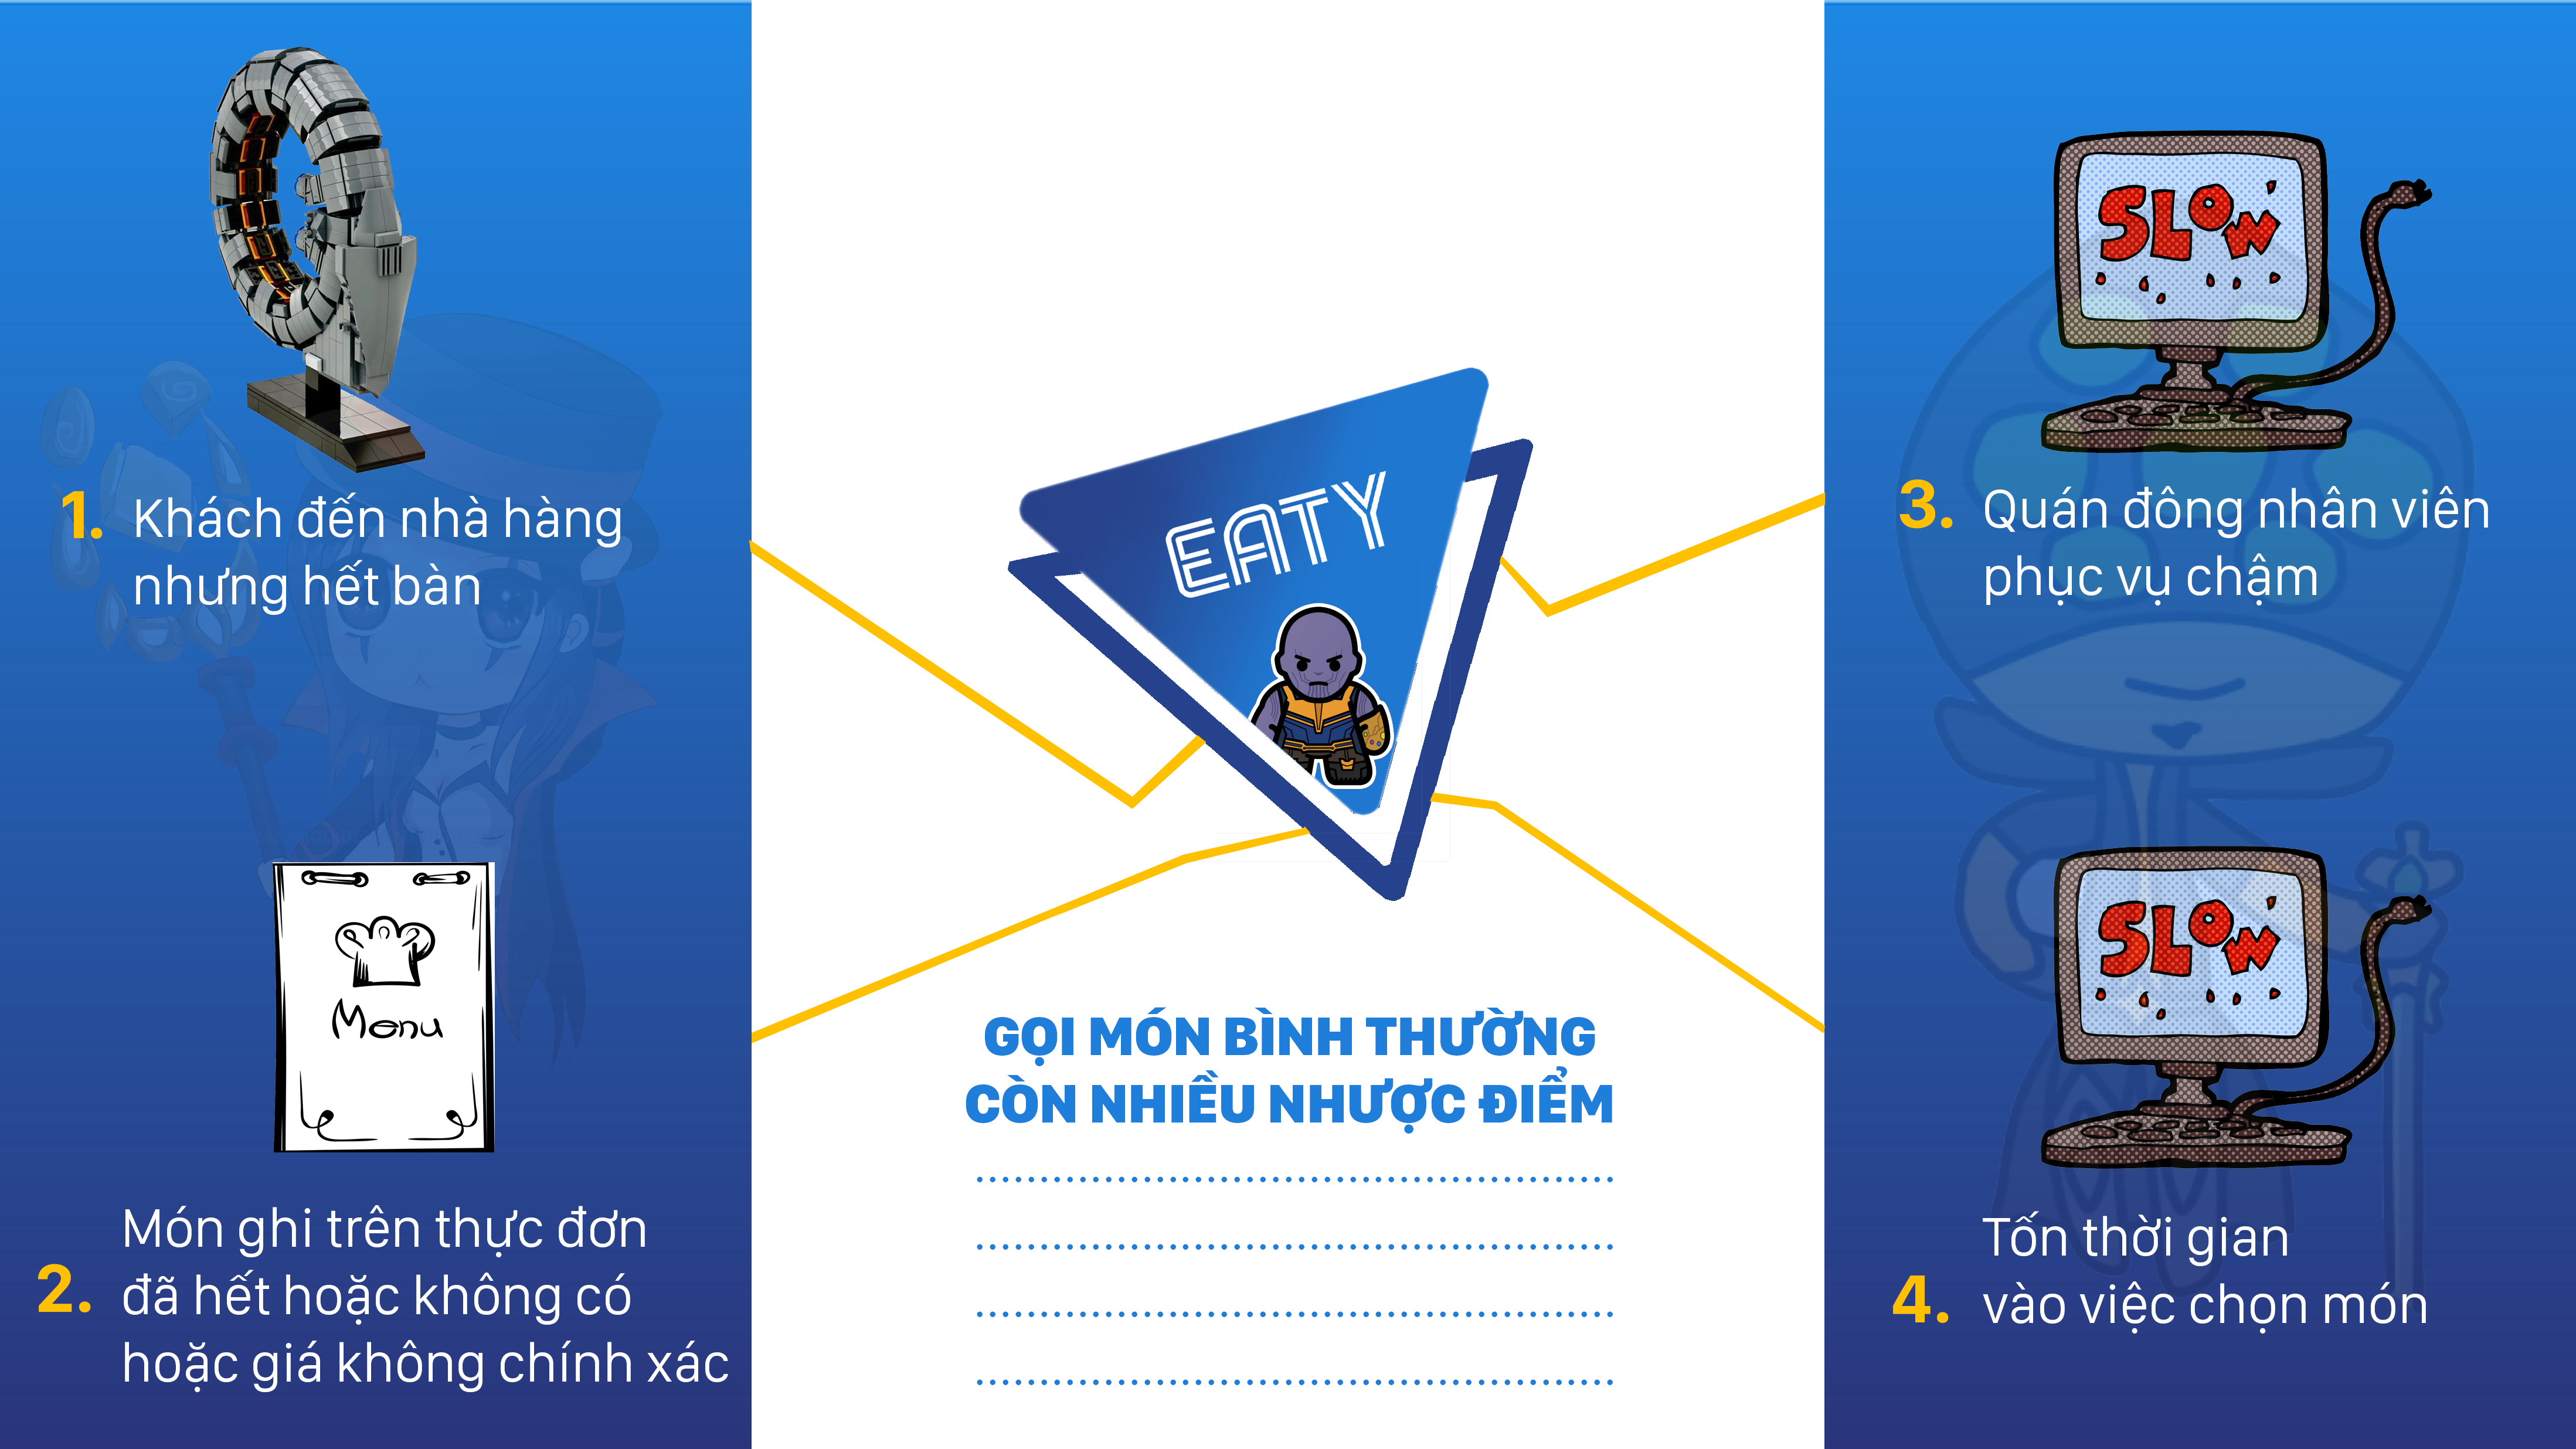 1. Khách đến nhà hàng
nhưng hết bàn
Menu
2. Món ghi trên thực đơn
đã hết hoặc không có
hoặc giá không chính xác
EATY
GỌI MÓN BÌNH THƯỜNG
CÒN NHIỀU NHƯỢC ĐIỂM
SLOW
3. Quán đông nhân viên
phục vụ chậm
SLOW
4. Tốn thời gian
vào việc chọn món